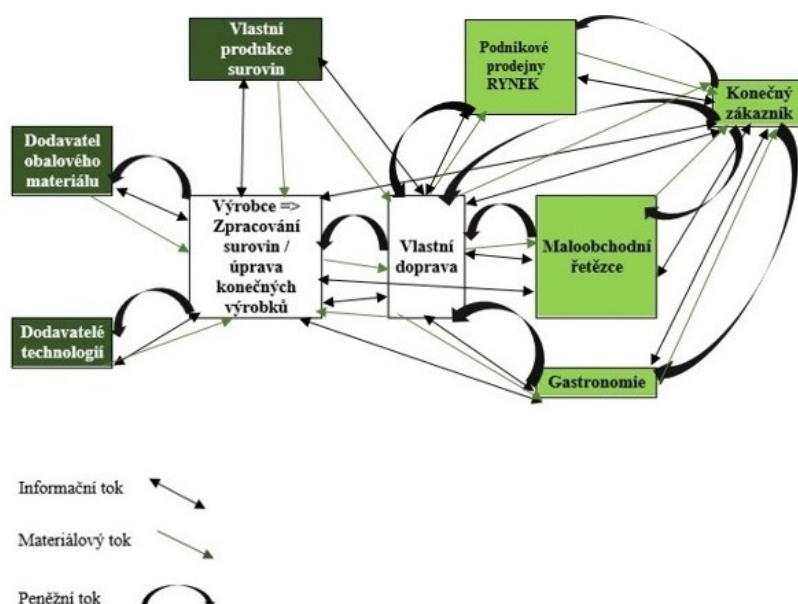 Vlastní
produkce
surovin
Podnikové
prodejny
RYNEK
Konečný
zákazník
Dodavatel
obalového
materiálu
Výrobce =>
Zpracování
surovin /
úprava
konečných
výrobků
Vlastní
doprava
Maloobchodní
řetězce
Dodavatelé
technologií
Gastronomie
Informační tok
Materiálový tok
Peněžní tok